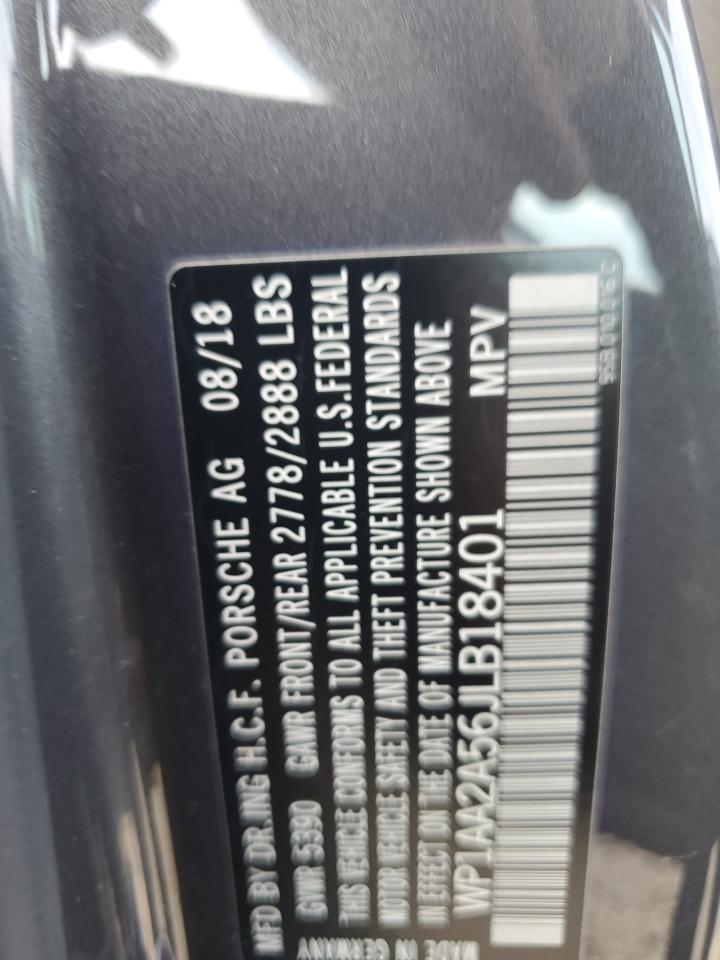 MFD BY DR.ING H.C.F. PORSCHE AG 08/18
GVWR 5390 GAWR FRONT/REAR 2778/2888 LBS
THIS VEHICLE CONFORMS TO ALL APPLICABLE U.S.FEDERAL
MOTOR VEHICLE SAFETY AND THEFT PREVENTION STANDARDS
IN EFFECT ON THE DATE OF MANUFACTURE SHOWN ABOVE
WP1AA2A56JLB18401 MPV
MADE IN GERMANY